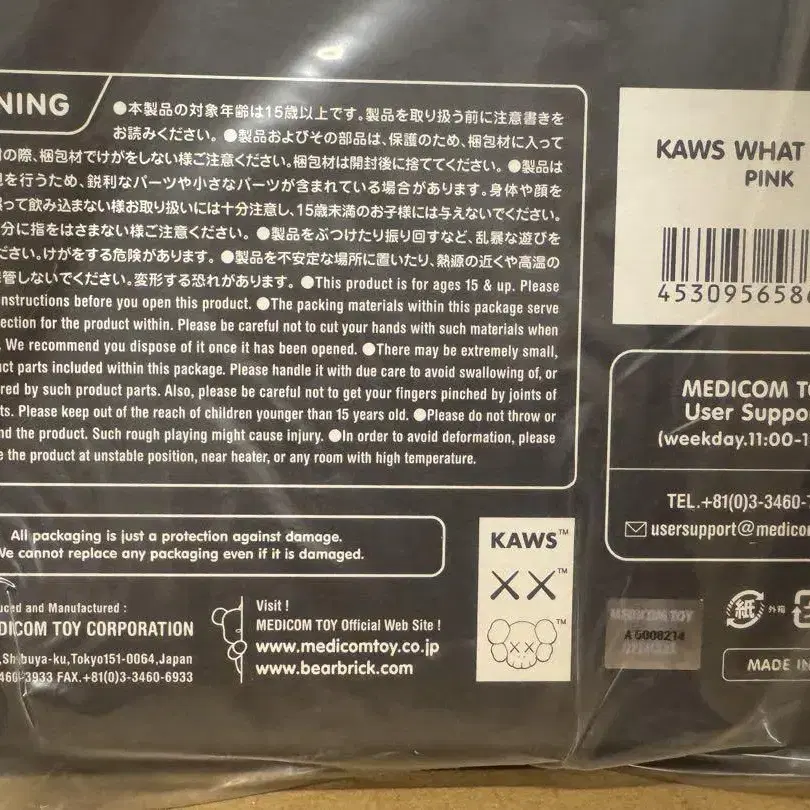 NING
●本製品の対象年齢は15歳以上です。製品を取り扱う前に注意書きを
お読みください。●製品およびその部品は、保護のため、梱包材に入って
の際、梱包材でけがをしない様ご注意ください。梱包材は開封後に捨ててください。●製品は
を行うため、鋭利なパーツや小さなパーツが含まれている場合があります。身体や顔を
って飲み込まない様お取り扱いには十分注意し、15歳未満のお子様には与えないでください。
分に指をはさまない様ご注意ください。●製品をぶつけたり振り回すなど、乱暴な遊びを
ださい。けがをする危険があります。●製品を不安定な場所に置いたり、熱源の近くや高温の
管しないでください。変形する恐れがあります。●This product is for ages 15 & up. Please
instructions before you open this product. ●The packing materials within this package serve
ection for the product within. Please be careful not to cut your hands with such materials when
. We recommend you dispose of it once it has been opened. ●There may be extremely small,
ct parts included within this package. Please handle it with due care to avoid swallowing of, or
red by such product parts. Also, please be careful not to get your fingers pinched by joints of
ts. Please keep out of the reach of children younger than 15 years old. ●Please do not throw or
nd the product. Such rough playing might cause injury. ●In order to avoid deformation, please
e the product at unstable position, near heater, or any room with high temperature.
KAWS WHAT
PINK
453095658
MEDICOM TO
User Suppo
(weekday.11:00-1
TEL.+81(0)3-3460-7
usersupport@medicom
All packaging is just a protection against damage.
We cannot replace any packaging even if it is damaged.
uced and Manufactured :
DICOM TOY CORPORATION
,Shibuya-ku,Tokyo151-0064,Japan
460-3933 FAX.+81(0)3-3460-6933
Visit !
MEDICOM TOY Official Web Site !
www.medicomtoy.co.jp
www.bearbrick.com
KAWS™
XX™
™
MEDICOM TOY
A 5008214
紙 外箱
MADE IN